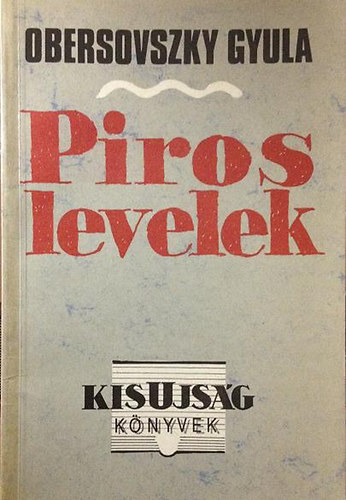 OBERSOVSZKY GYULA
Piros
levelek
KISUJSÁG
KÖNYVEK